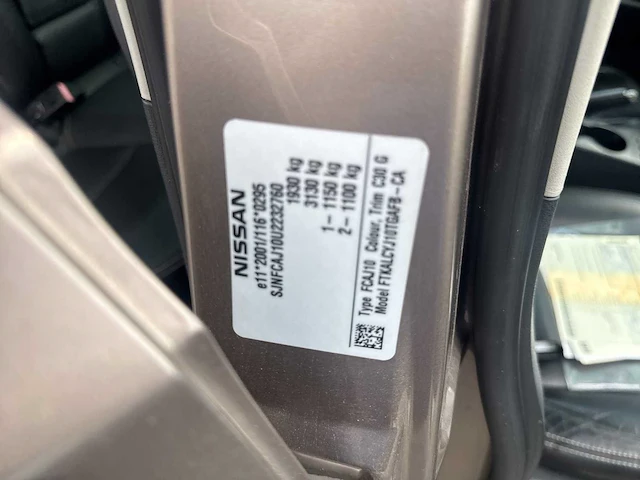 NISSAN
e11*2001/116*0295
SJNFCAJ10U2232760
1930 kg
3130 kg
1- 1150 kg
2- 1100 kg
Type FCAJ10 Colour, Trim C30 G
Model FTXALCYJ10TGAFB-CA